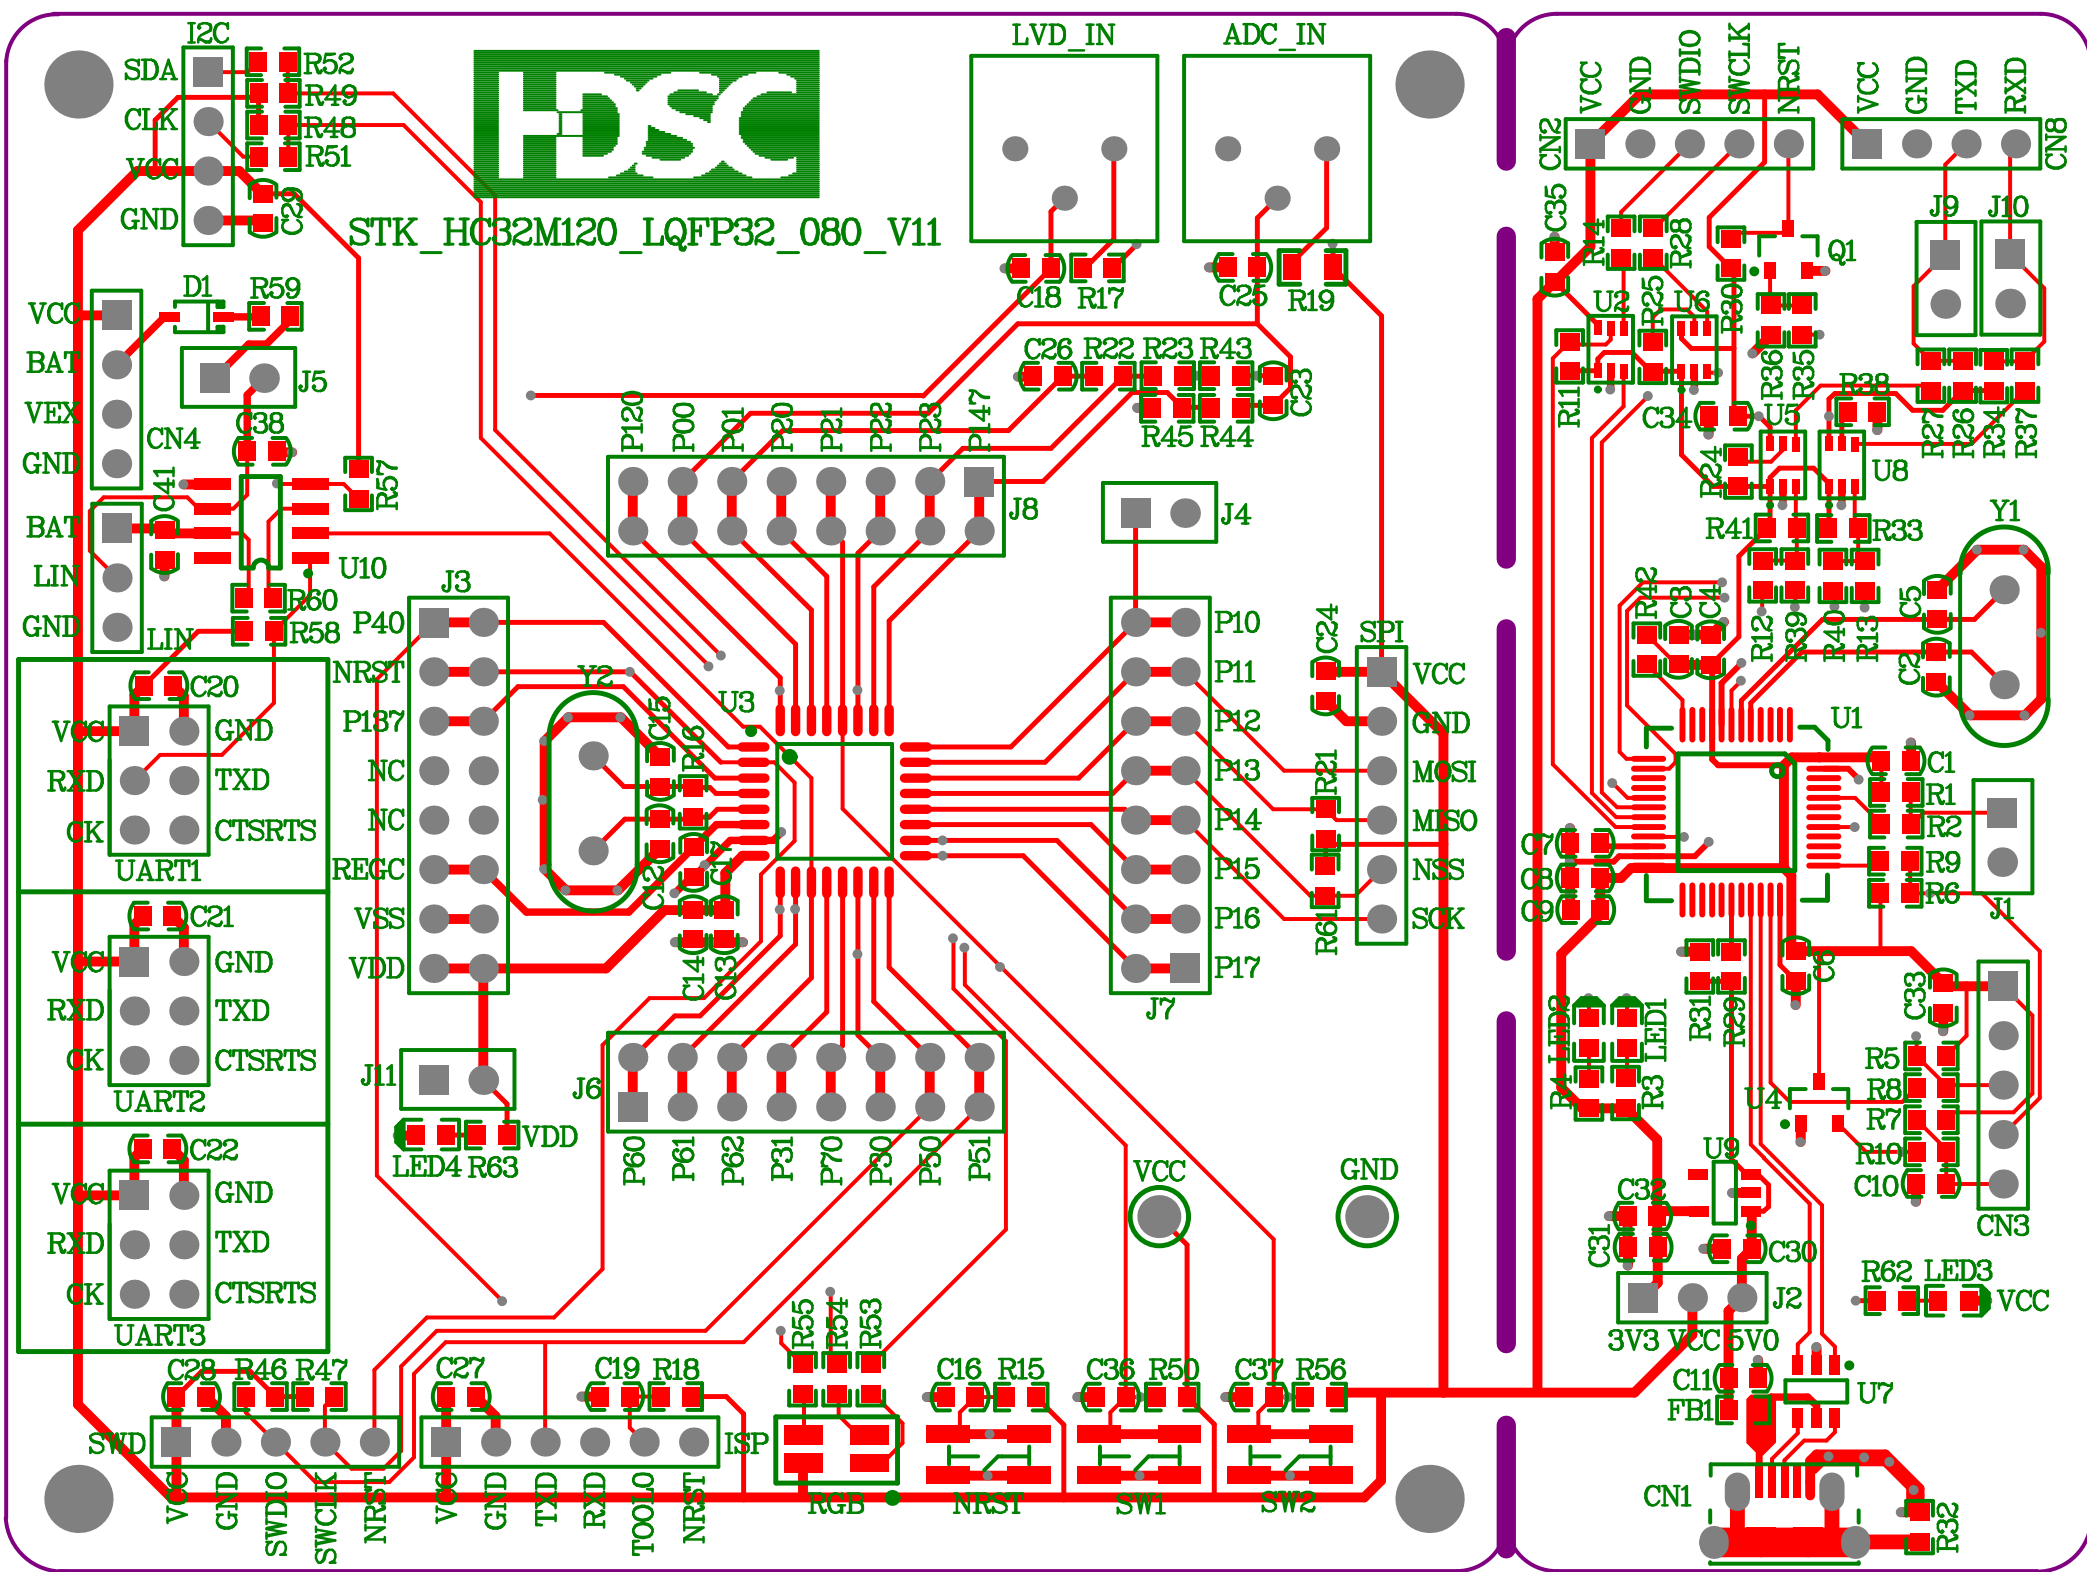 I2C
SDA
CLK
VCC
GND
R52
R49
R48
R51
C29
HDSC
STK_HC32M120_LQFP32_080_V11
LVD_IN
ADC_IN
C18
R17
C25
R19
D1
R59
VCC
BAT
VEX
GND
CN4
J5
C38
C41
R57
BAT
LIN
GND
LIN
U10
R60
R58
C26
R22
R23
R43
C23
R45
R44
P120
P00
P01
P20
P21
P22
P23
P147
J8
J4
J3
P40
NRST
P137
NC
NC
REGC
VSS
VDD
Y2
C15
R16
U3
C12
C17
C14
C13
P10
P11
P12
P13
P14
P15
P16
P17
J7
C24
SPI
VCC
GND
MOSI
MISO
NSS
SCK
R21
R61
C20
VCC
GND
RXD
TXD
CK
CTSRTS
UART1
C21
VCC
GND
RXD
TXD
CK
CTSRTS
UART2
C22
VCC
GND
RXD
TXD
CK
CTSRTS
UART3
J11
LED4
R63
VDD
J6
P60
P61
P62
P31
P70
P30
P50
P51
VCC
GND
C28
R46
R47
SWD
VCC
GND
SWDIO
SWCLK
NRST
C27
C19
R18
ISP
VCC
GND
TXD
RXD
TOOL0
NRST
R55
R54
R53
RGB
C16
R15
NRST
C36
R50
SW1
C37
R56
SW2
VCC
GND
SWDIO
SWCLK
NRST
CN2
VCC
GND
TXD
RXD
CN8
C35
R14
R28
R30
Q1
J9
J10
U2
R25
U6
R11
R36
R35
C34
U5
R38
R27
R26
R34
R37
R24
U8
R41
R33
Y1
R42
C3
C4
R12
R39
R40
R13
C5
C2
U1
C1
R1
R2
R9
R6
J1
C7
C8
C9
LED2
LED1
R31
R29
C6
C33
R4
R3
U4
R5
R8
R7
R10
C10
CN3
U9
C32
C31
C30
J2
3V3 VCC 5V0
R62
LED3
VCC
C11
FB1
U7
CN1
R32